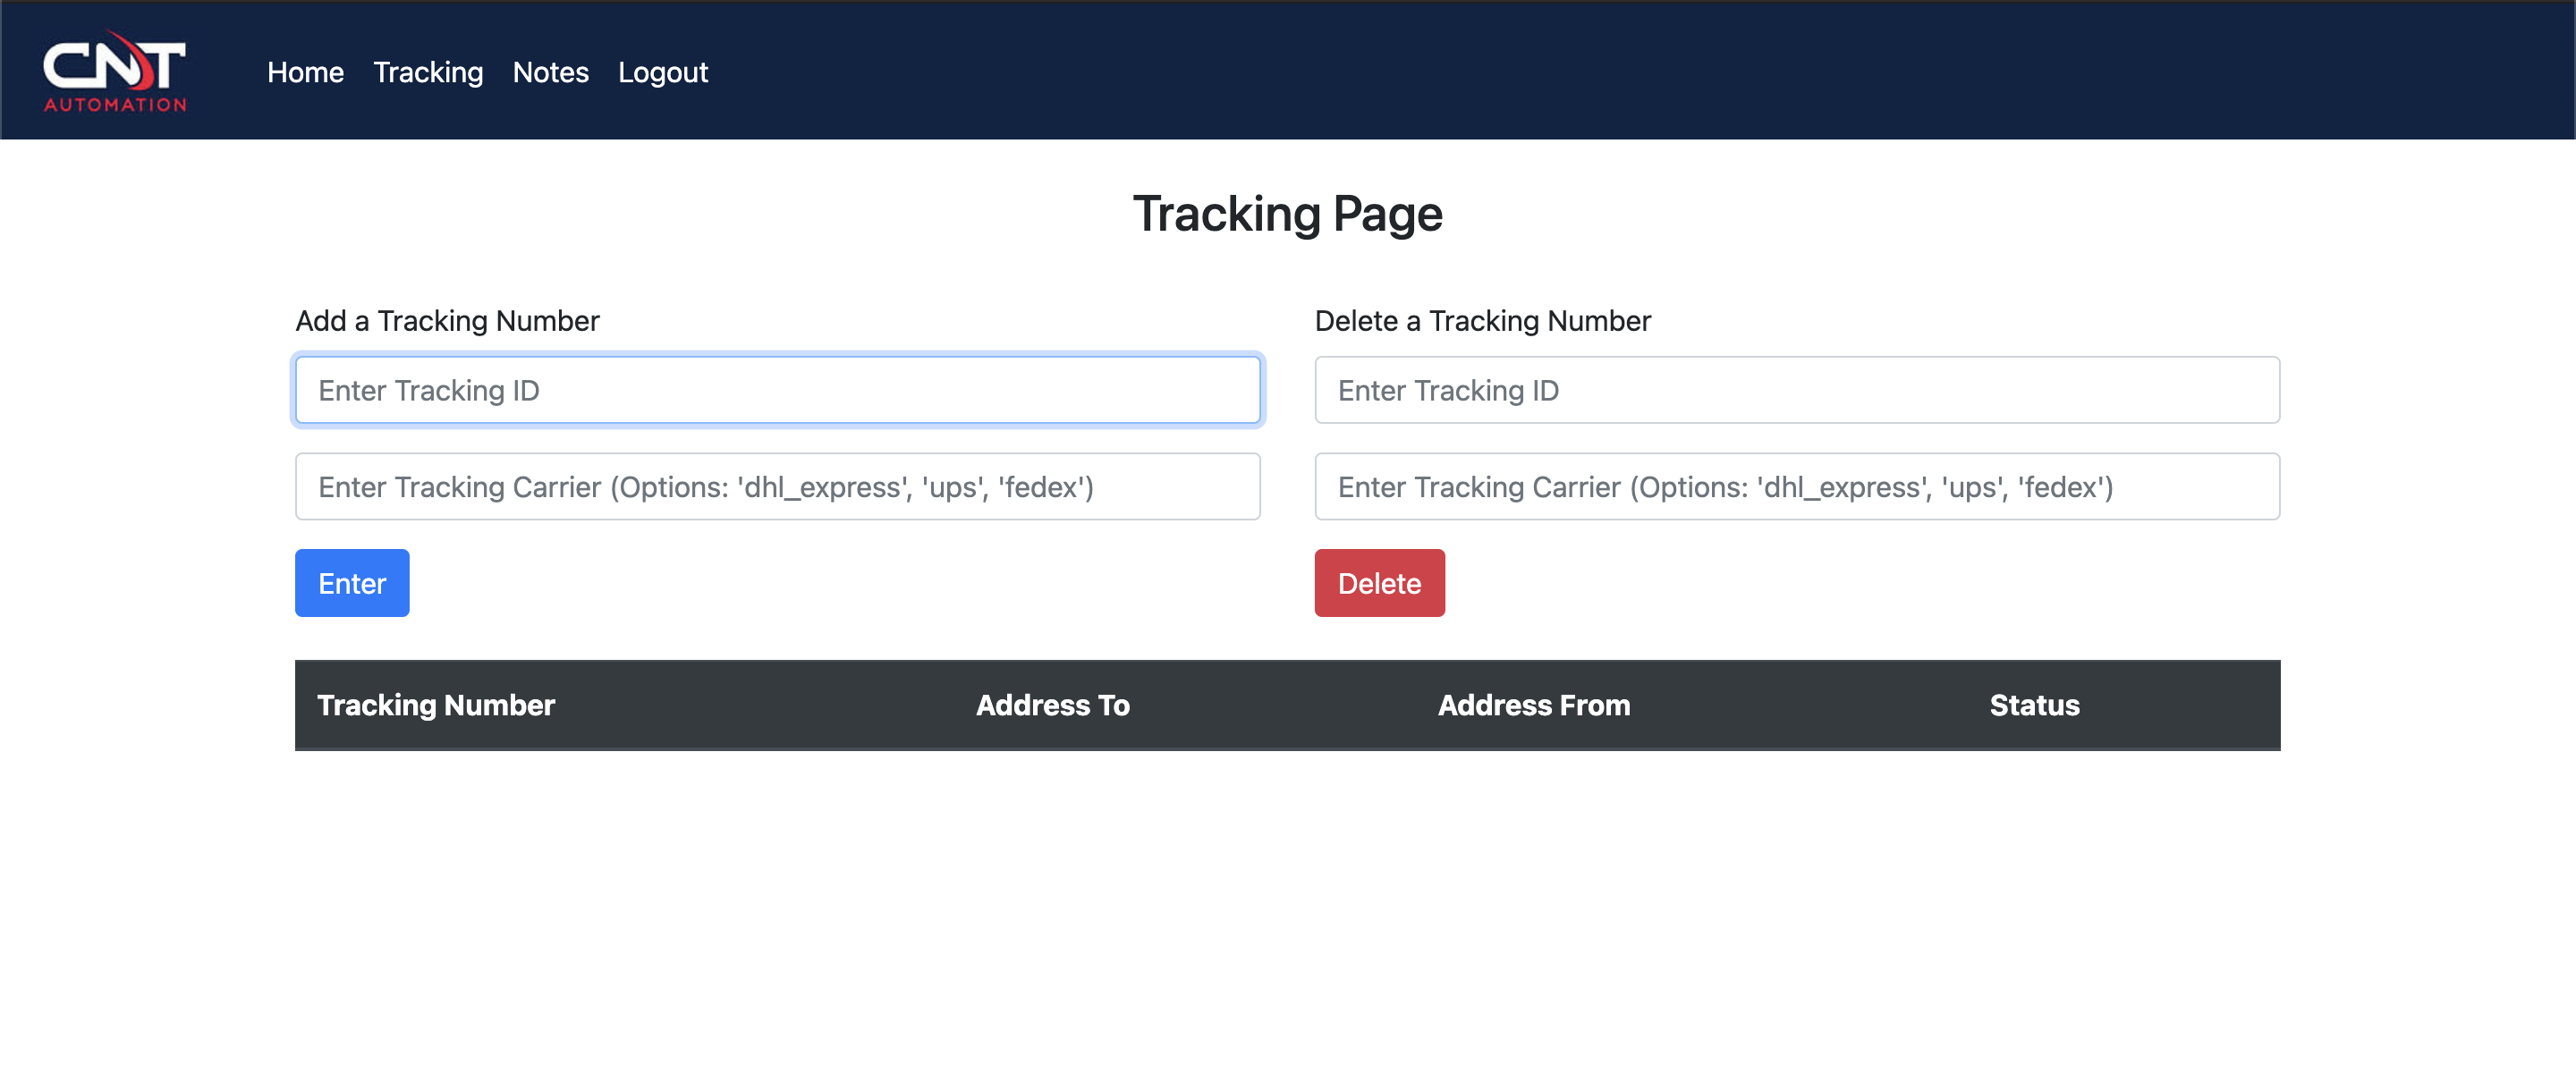 CNT
AUTOMATION
Home Tracking Notes Logout
Tracking Page
Add a Tracking Number
Enter Tracking ID
Enter Tracking Carrier (Options: 'dhl_express', 'ups', 'fedex')
Enter
Delete a Tracking Number
Enter Tracking ID
Enter Tracking Carrier (Options: 'dhl_express', 'ups', 'fedex')
Delete
Tracking Number Address To Address From Status